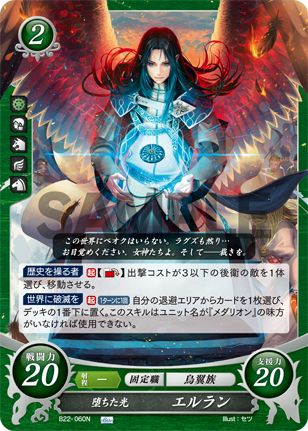 2
SAMPLE
この世界にベオクはいらない。ラグズも然り…
お目覚めください、女神たちよ。そして――裁きを。
歴史を操る者 起【】出撃コストが3以下の後衛の敵を1体
選び、移動させる。
世界に破滅を 起 1ターンに1回 自分の退避エリアからカードを1枚選び、
デッキの1番下に置く。このスキルはユニット名が『メダリオン』の味方
がいなければ使用できない。
戦闘力
20
射程
一
固定職
鳥翼族
支援力
20
堕ちた光
エルラン
B22-060N
Illust:セツ